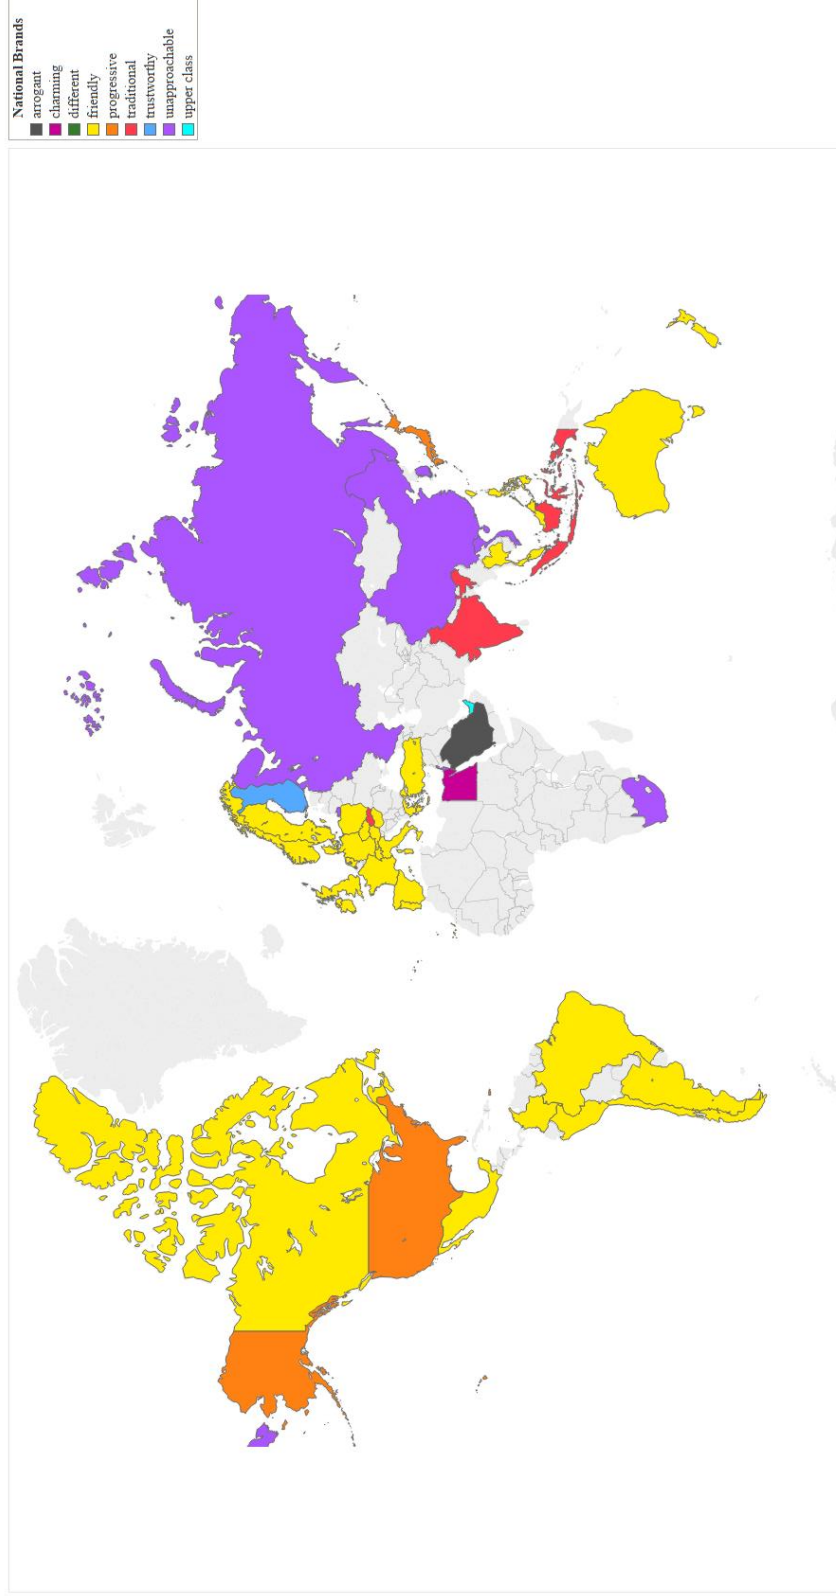 National Brands
arrogant
charming
different
friendly
progressive
traditional
trustworthy
unapproachable
upper class